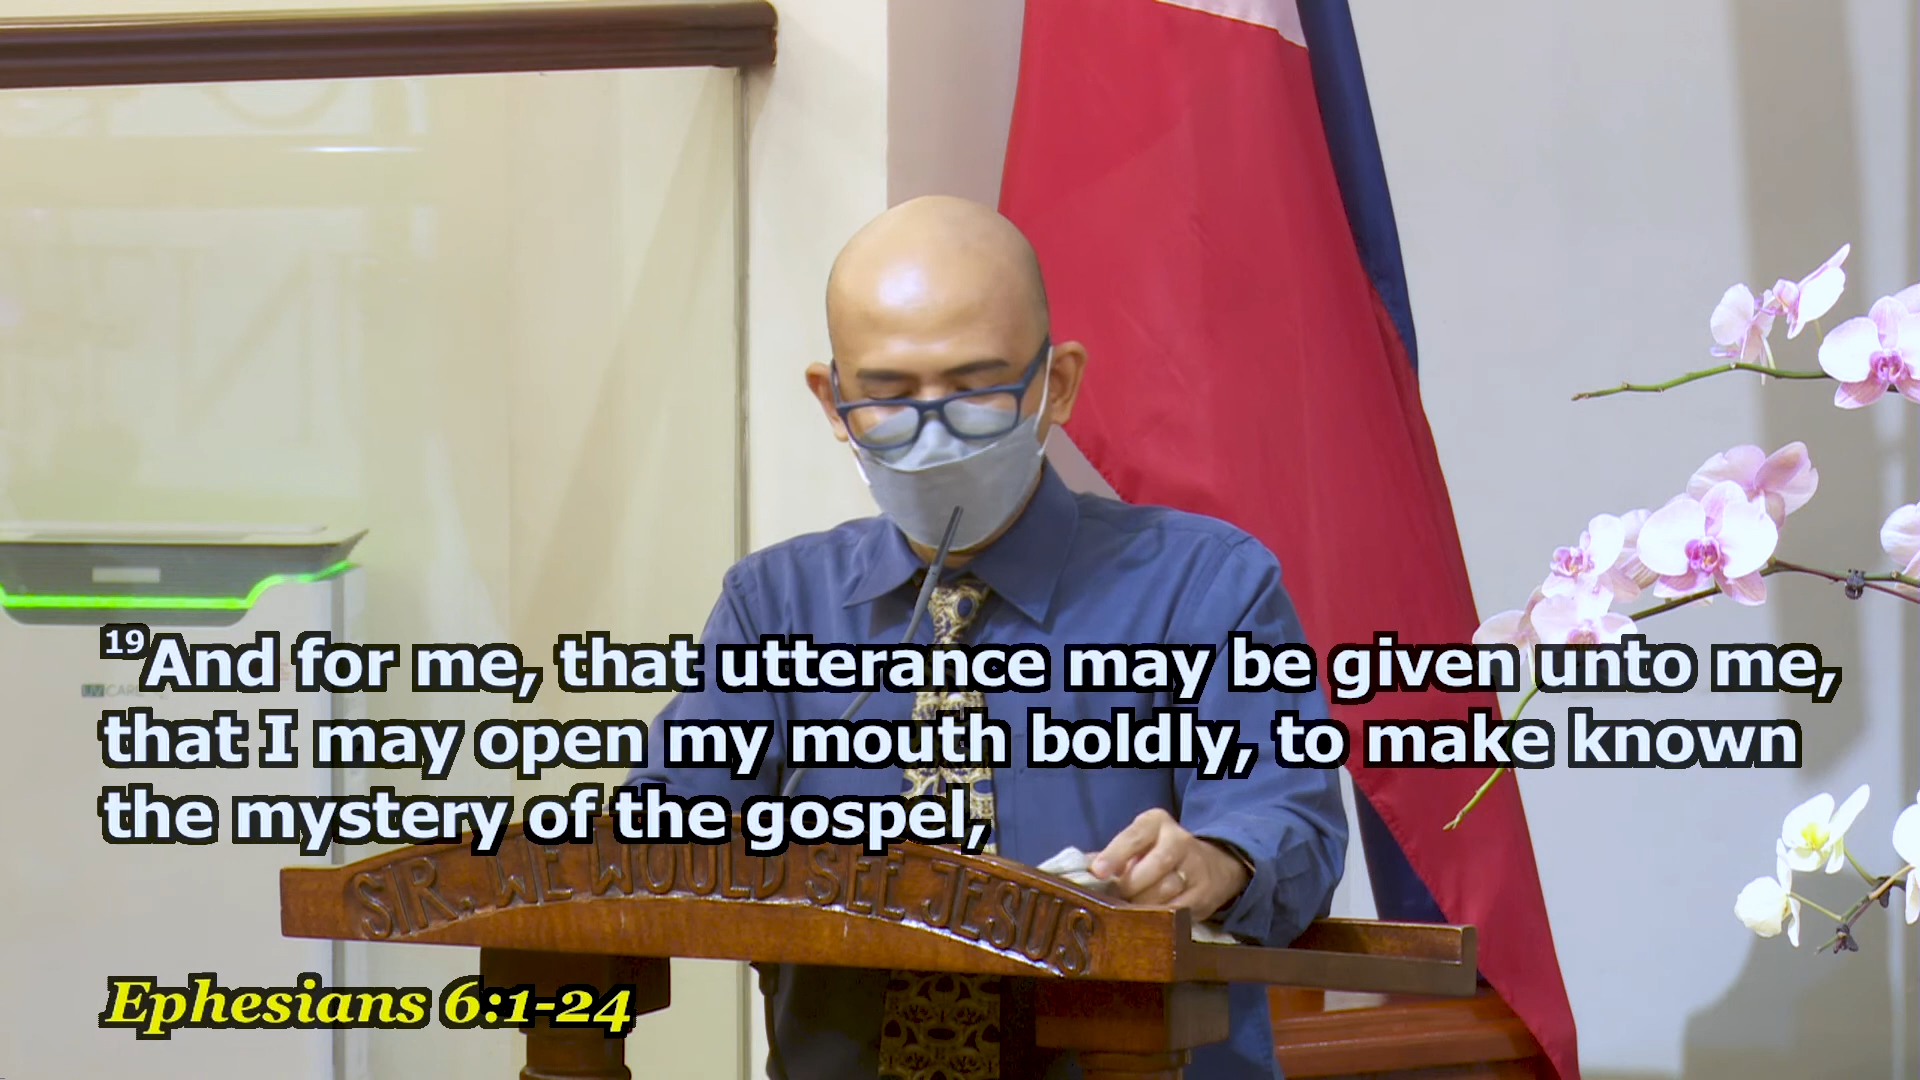 ¹⁹And for me, that utterance may be given unto me,
that I may open my mouth boldly, to make known
the mystery of the gospel,
UVCARE
SIR, WE WOULD SEE JESUS
Ephesians 6:1-24